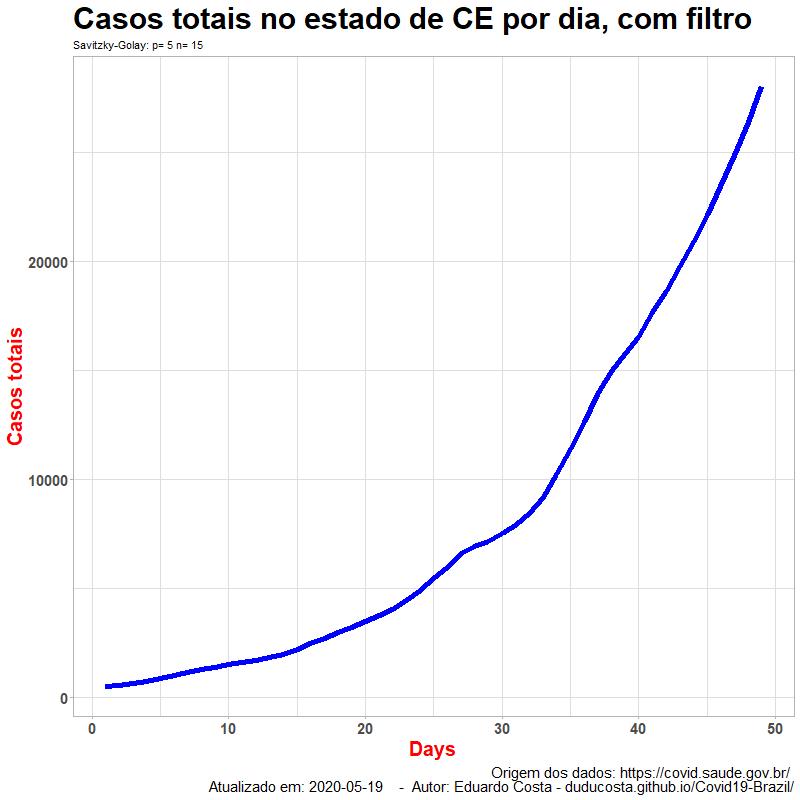 Casos totais no estado de CE por dia, com filtro
Savitzky-Golay: p= 5 n= 15
Casos totais
20000
10000
0
0 10 20 30 40 50
Days
Origem dos dados: https://covid.saude.gov.br/
Atualizado em: 2020-05-19 - Autor: Eduardo Costa - duducosta.github.io/Covid19-Brazil/